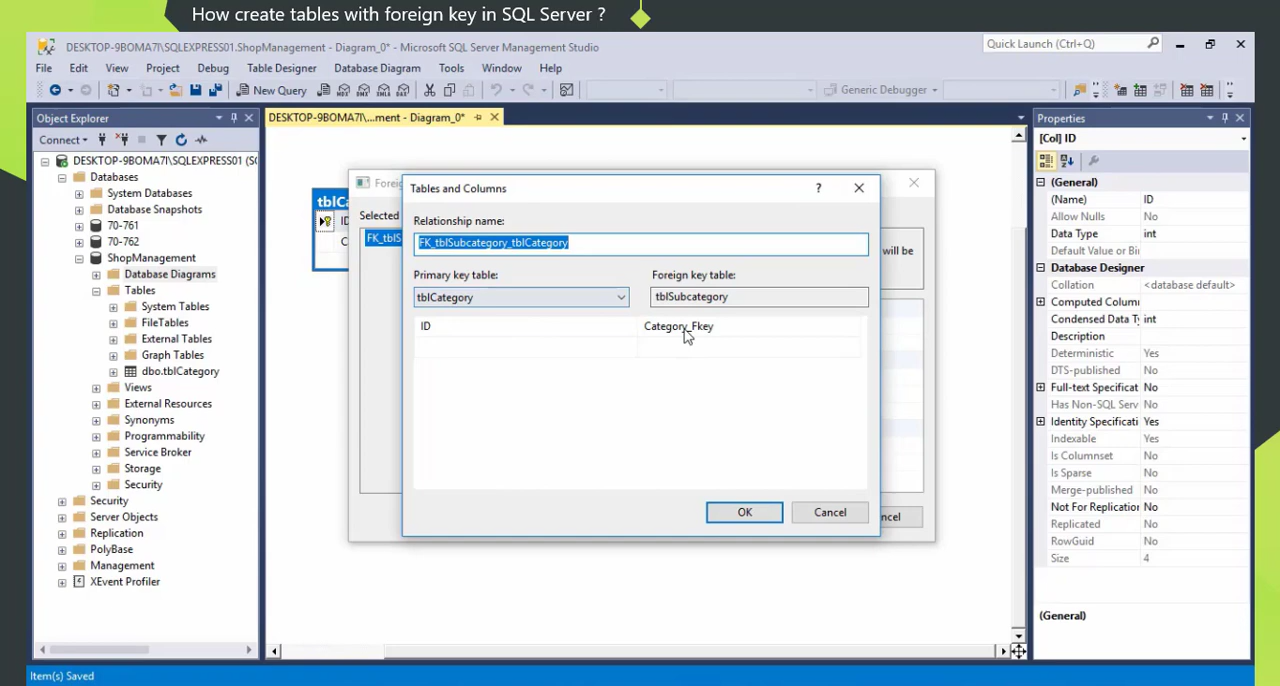 How create tables with foreign key in SQL Server ?
DESKTOP-9BOMA7I\SQLEXPRESS01.ShopManagement - Diagram_0* - Microsoft SQL Server Management Studio
Quick Launch (Ctrl+Q)
File Edit View Project Debug Table Designer Database Diagram Tools Window Help
New Query
Generic Debugger
Object Explorer
Connect
DESKTOP-9BOMA7I\SQLEXPRESS01 (S
Databases
System Databases
Database Snapshots
70-761
70-762
ShopManagement
Database Diagrams
Tables
System Tables
FileTables
External Tables
Graph Tables
dbo.tblCategory
Views
External Resources
Synonyms
Programmability
Service Broker
Storage
Security
Security
Server Objects
Replication
PolyBase
Management
XEvent Profiler
DESKTOP-9BOMA7I\...ment - Diagram_0*
tblCa
ID
C
Foreig
Selected
FK_tblS
will be
ncel
Tables and Columns
?
Relationship name:
FK_tblSubcategory_tblCategory
Primary key table: Foreign key table:
tblCategory tblSubcategory
ID Category_Fkey
OK Cancel
Properties
[Col] ID
(General)
(Name) ID
Allow Nulls No
Data Type int
Default Value or Bi
Database Designer
Collation <database default>
Computed Column
Condensed Data Ty int
Description
Deterministic Yes
DTS-published No
Full-text Specificat No
Has Non-SQL Serv No
Identity Specificati Yes
Indexable Yes
Is Columnset No
Is Sparse No
Merge-published No
Not For Replication No
Replicated No
RowGuid No
Size 4
(General)
Item(s) Saved